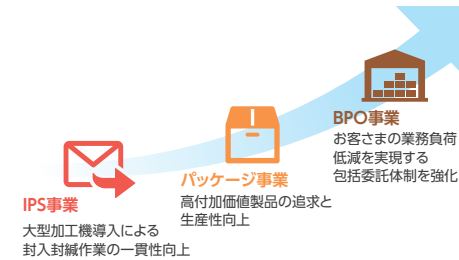 IPS事業
大型加工機導入による
封入封緘作業の一貫性向上
パッケージ事業
高付加価値製品の追求と
生産性向上
BPO事業
お客さまの業務負荷
低減を実現する
包括委託体制を強化